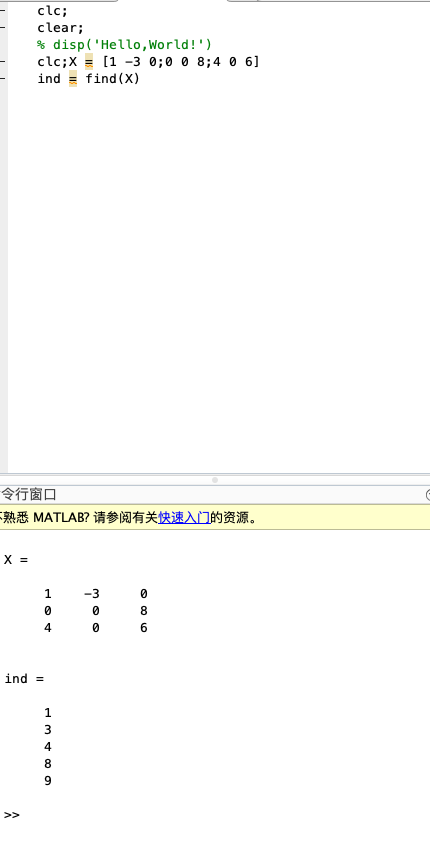 clc;
clear;
% disp('Hello,World!')
clc;X = [1 -3 0;0 0 8;4 0 6]
ind = find(X)
令行窗口
不熟悉 MATLAB? 请参阅有关快速入门的资源。
X =
1 -3 0
0 0 8
4 0 6
ind =
1
3
4
8
9
>>